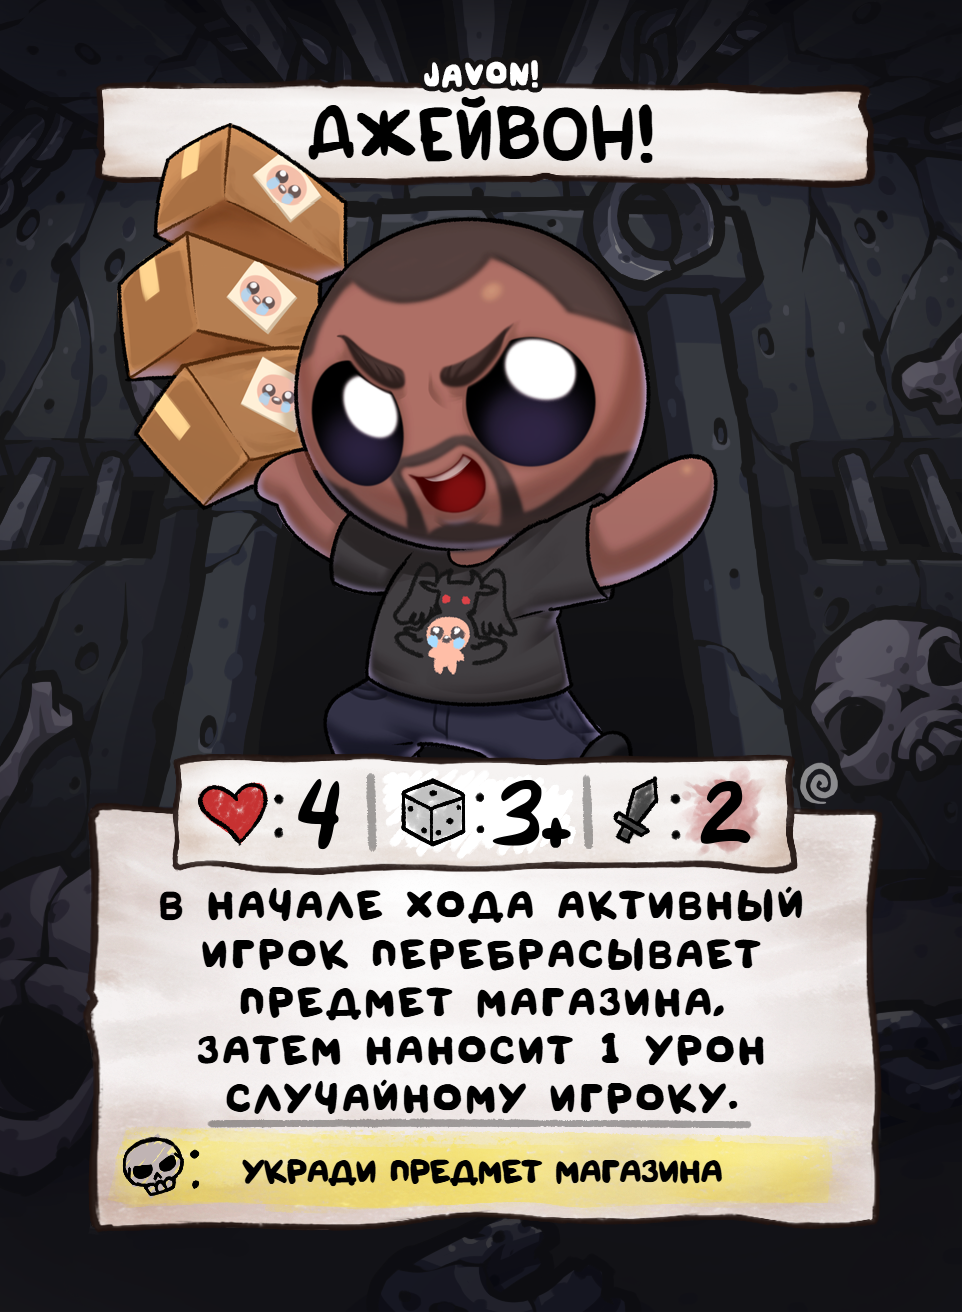 JAVON!
ДЖЕЙВОН!
: 4 | : 3+ | : 2
В НАЧАЛЕ ХОДА АКТИВНЫЙ
ИГРОК ПЕРЕБРАСЫВАЕТ
ПРЕДМЕТ МАГАЗИНА,
ЗАТЕМ НАНОСИТ 1 УРОН
СЛУЧАЙНОМУ ИГРОКУ.
: УКРАДИ ПРЕДМЕТ МАГАЗИНА